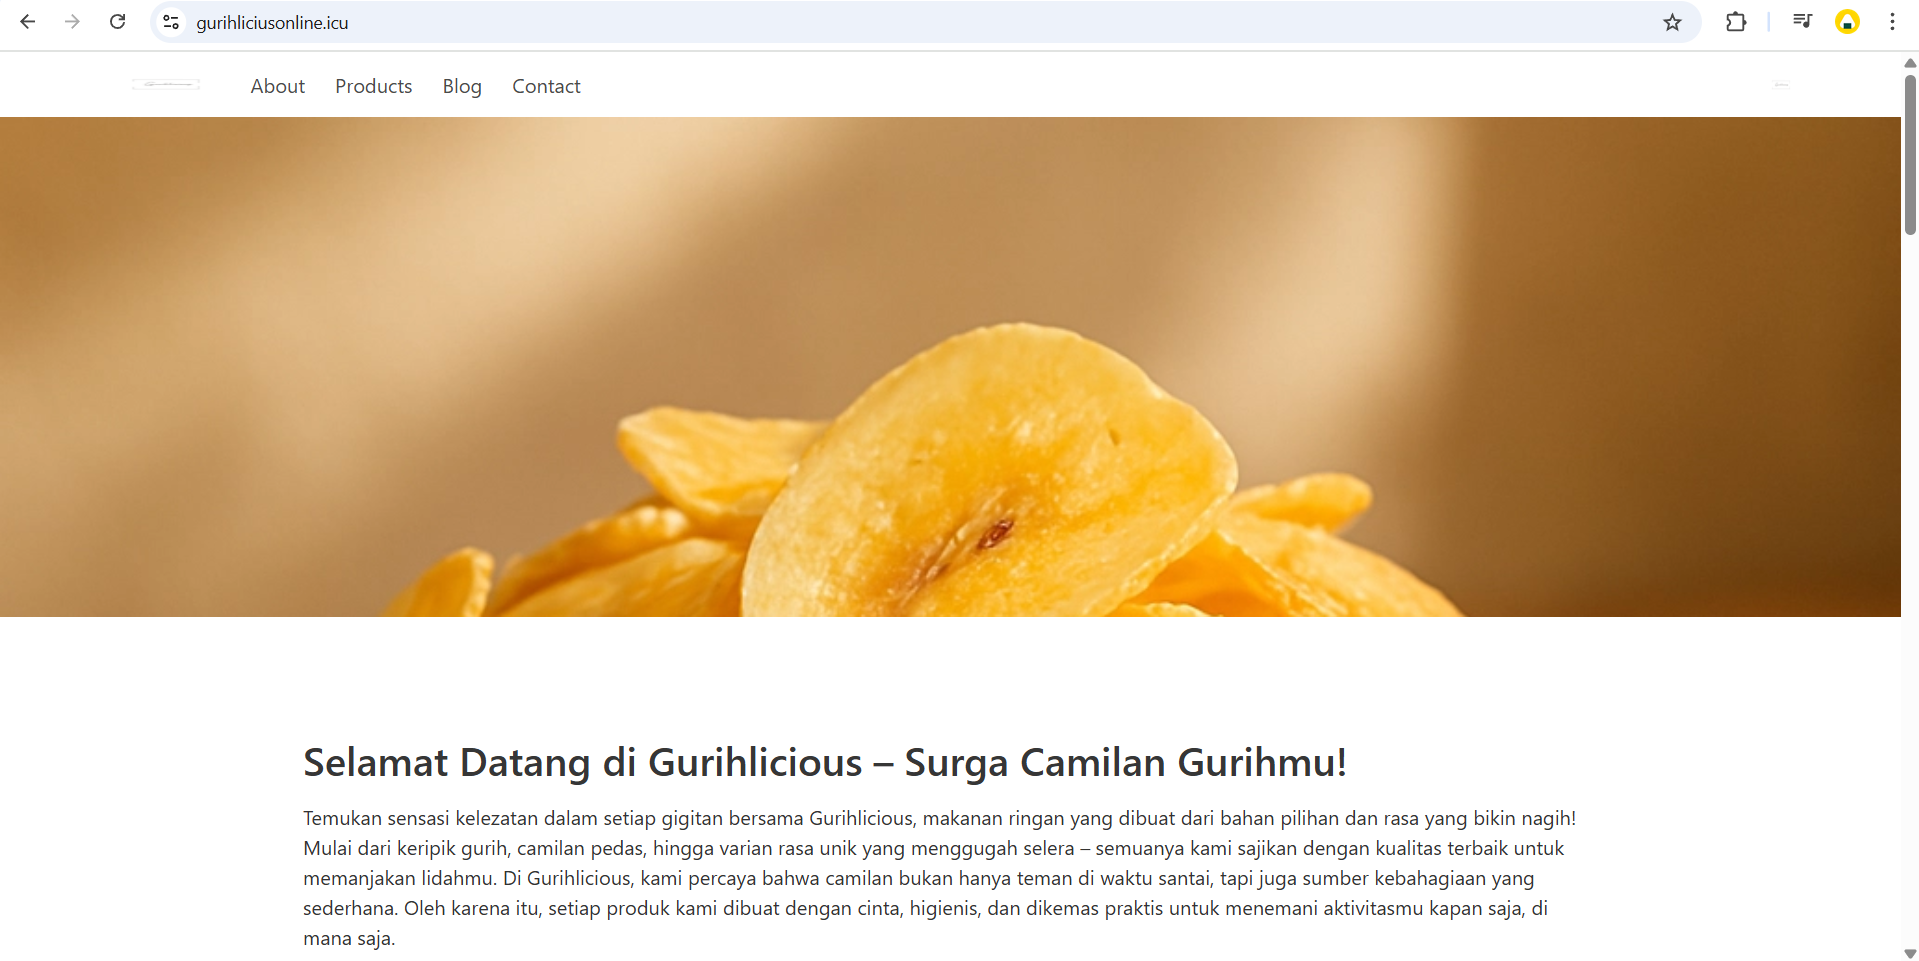 gurihliciusonline.icu
About
Products
Blog
Contact
Selamat Datang di Gurihlicious – Surga Camilan Gurihmu!
Temukan sensasi kelezatan dalam setiap gigitan bersama Gurihlicious, makanan ringan yang dibuat dari bahan pilihan dan rasa yang bikin nagih!
Mulai dari keripik gurih, camilan pedas, hingga varian rasa unik yang menggugah selera – semuanya kami sajikan dengan kualitas terbaik untuk
memanjakan lidahmu. Di Gurihlicious, kami percaya bahwa camilan bukan hanya teman di waktu santai, tapi juga sumber kebahagiaan yang
sederhana. Oleh karena itu, setiap produk kami dibuat dengan cinta, higienis, dan dikemas praktis untuk menemani aktivitasmu kapan saja, di
mana saja.